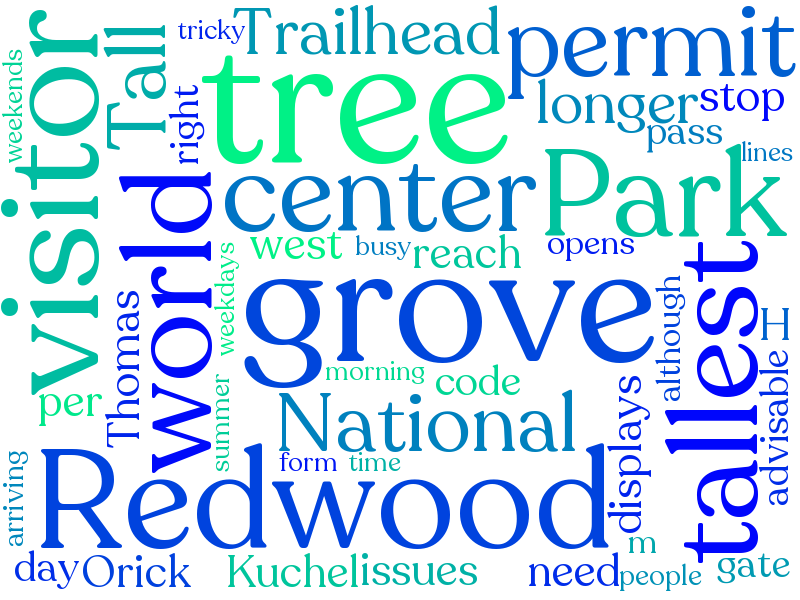 weekends
visitor
Tall
tricky
Trailhead
permit
tree
longer
stop
right
pass
lines
world
center
Park
west
busy
reach
opens
weekdays
grove
tallest
Thomas
although
H
morning
code
per
summer
National
displays
advisable
arriving
Redwood
form
time
m
day
Orick
Kuchel
issues
need
people
gate